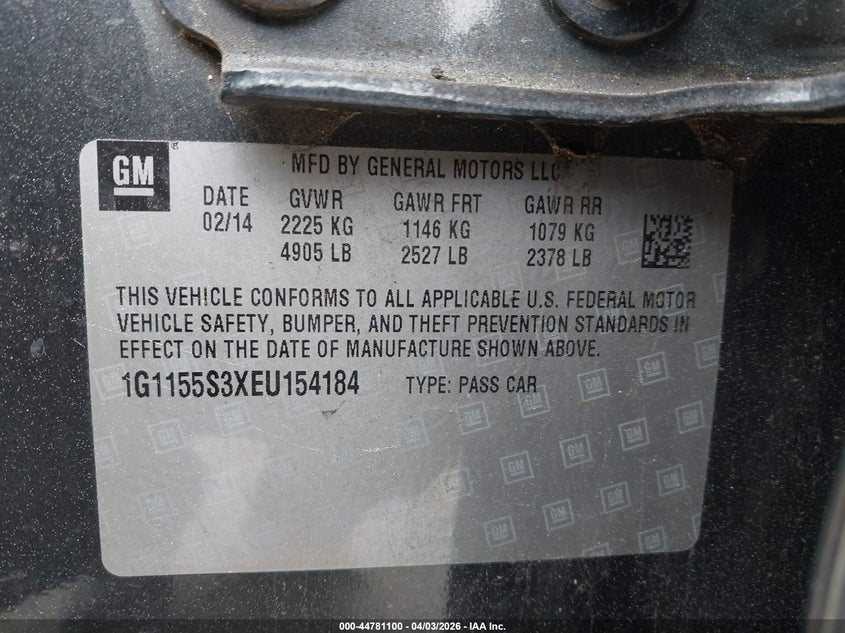 GM
MFD BY GENERAL MOTORS LLC
DATE GVWR GAWR FRT GAWR RR
02/14 2225 KG 1146 KG 1079 KG
4905 LB 2527 LB 2378 LB
THIS VEHICLE CONFORMS TO ALL APPLICABLE U.S. FEDERAL MOTOR
VEHICLE SAFETY, BUMPER, AND THEFT PREVENTION STANDARDS IN
EFFECT ON THE DATE OF MANUFACTURE SHOWN ABOVE.
1G1155S3XEU154184 TYPE: PASS CAR
000-44781100 - 04/03/2026 - IAA Inc.